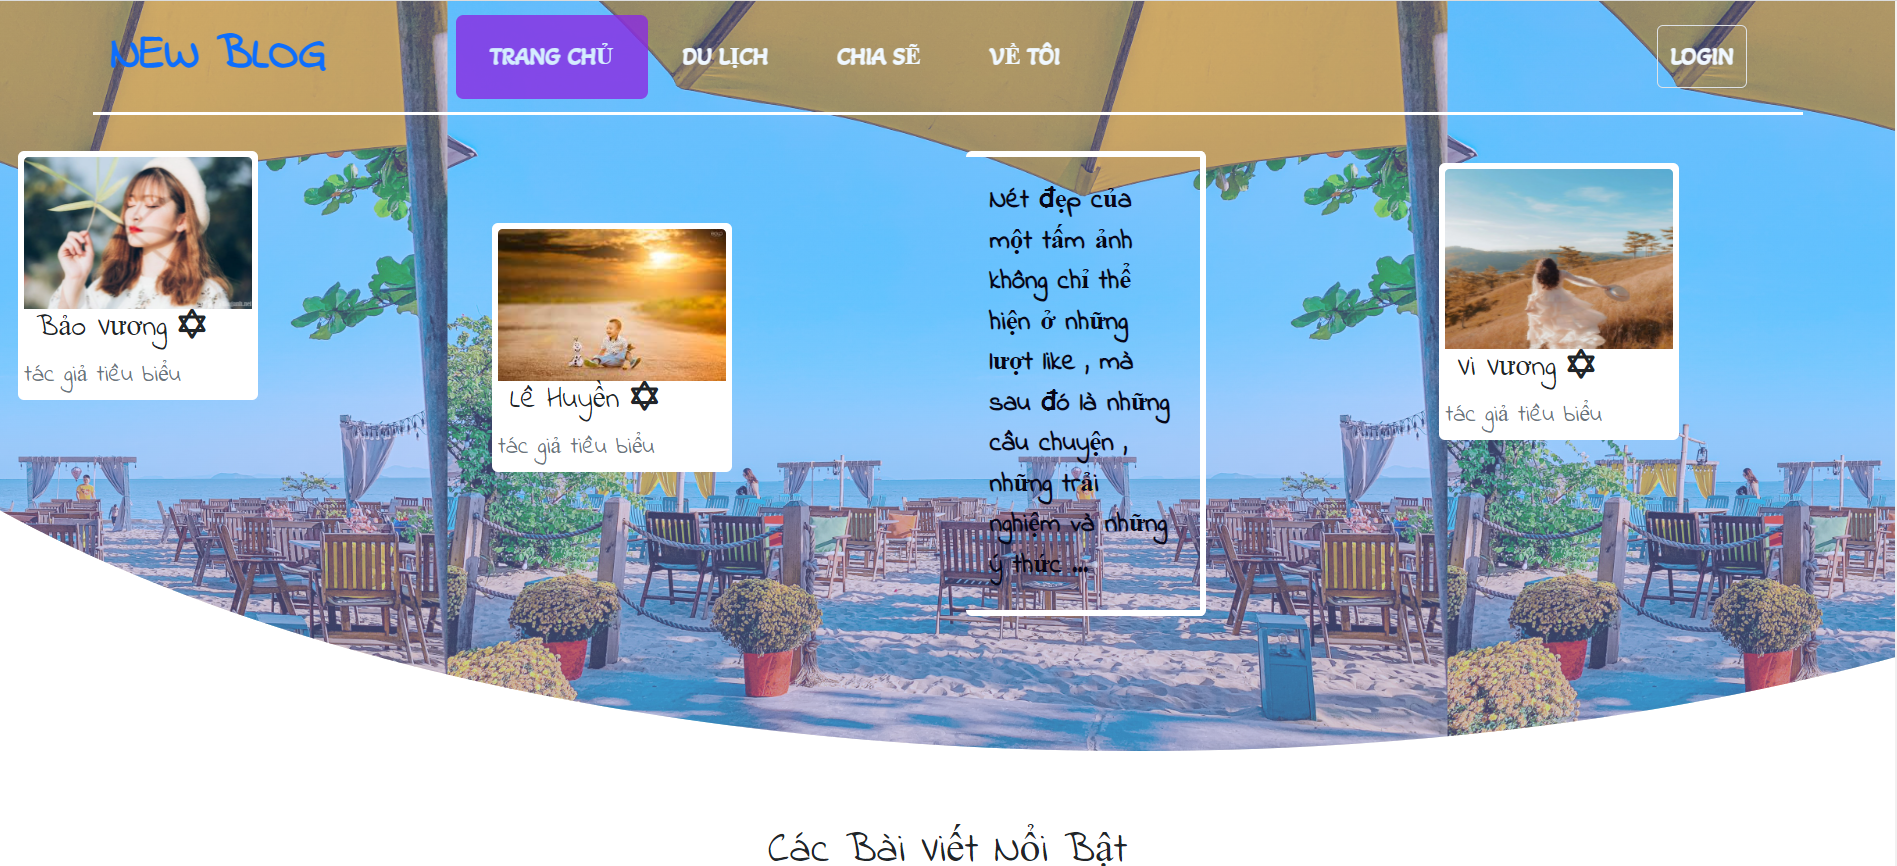 NEW BLOG
TRANG CHỦ
DU LỊCH
CHIA SẼ
VỀ TÔI
LOGIN
Bảo Vương
tác giả tiêu biểu
Lê Huyền
tác giả tiêu biểu
Nét đẹp của
một tấm ảnh
không chỉ thể
hiện ở những
lượt like , mà
sau đó là những
câu chuyện ,
những trải
nghiệm và những
ý thức ...
Vi Vương
tác giả tiêu biểu
Các Bài Viết Nổi Bật